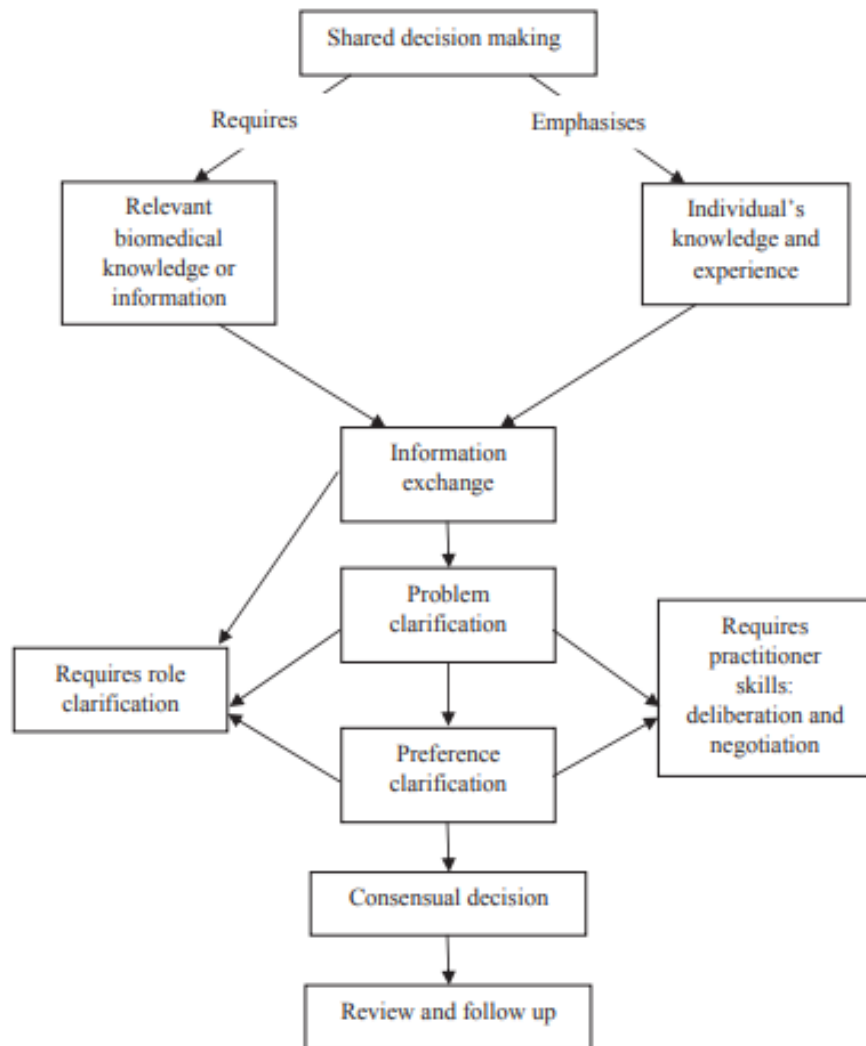 Shared decision making
Requires
Emphasises
Relevant
biomedical
knowledge or
information
Individual’s
knowledge and
experience
Information
exchange
Problem
clarification
Requires role
clarification
Requires
practitioner
skills:
deliberation and
negotiation
Preference
clarification
Consensual decision
Review and follow up